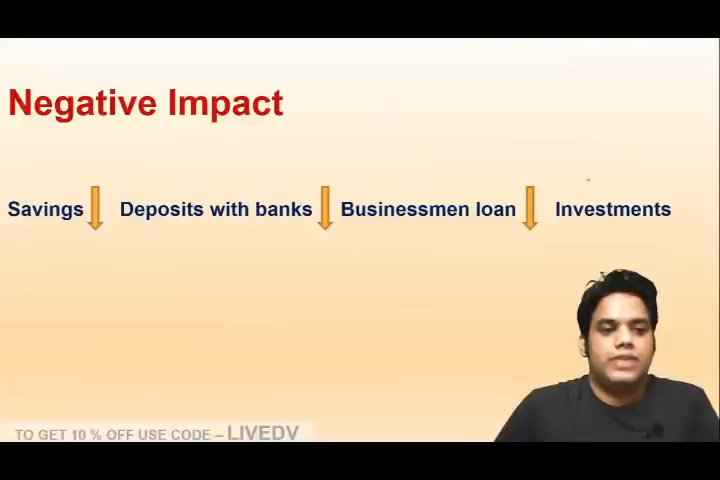 Negative Impact
Savings Deposits with banks Businessmen loan Investments
TO GET 10 % OFF USE CODE – LIVEDV